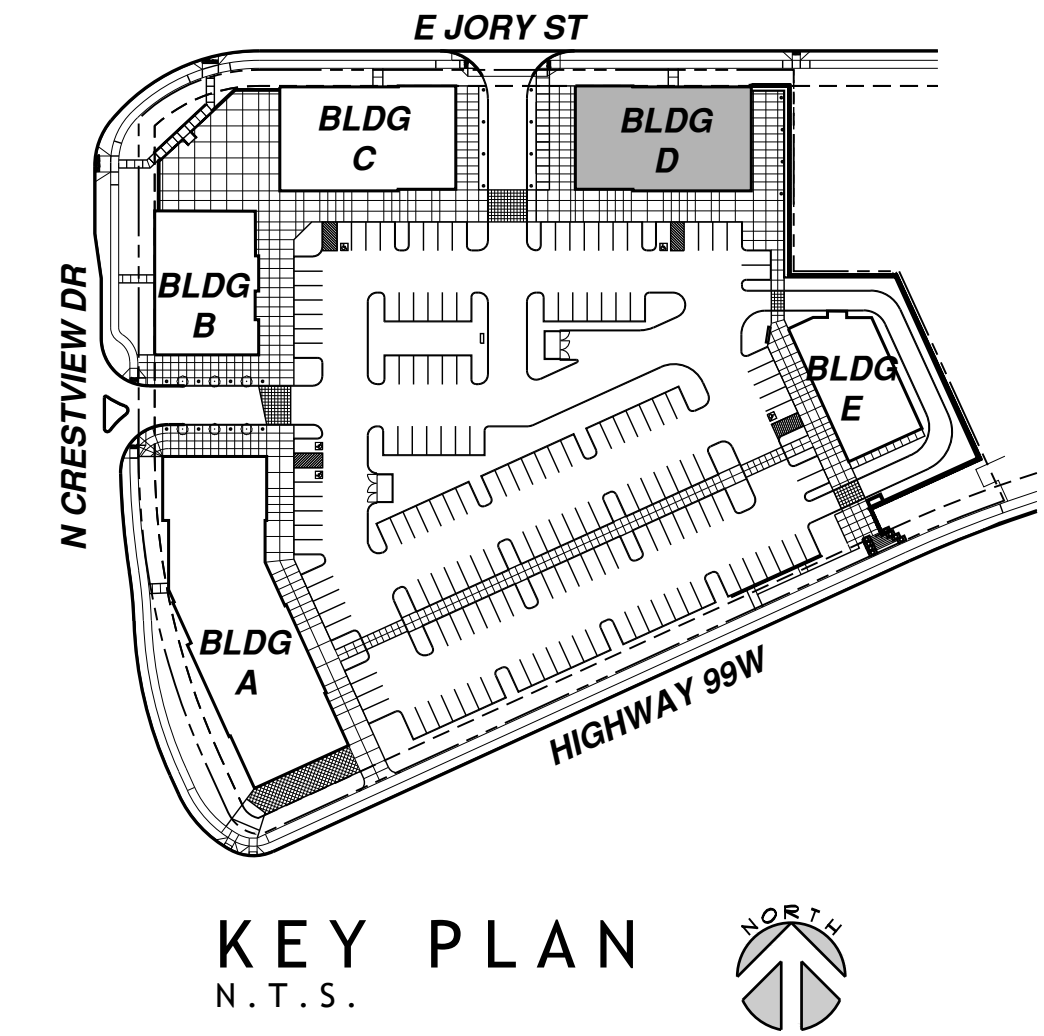 E JORY ST
BLDG
C
BLDG
D
BLDG
B
N CRESTVIEW DR
BLDG
E
BLDG
A
HIGHWAY 99W
KEY PLAN
N.T.S.
NORTH